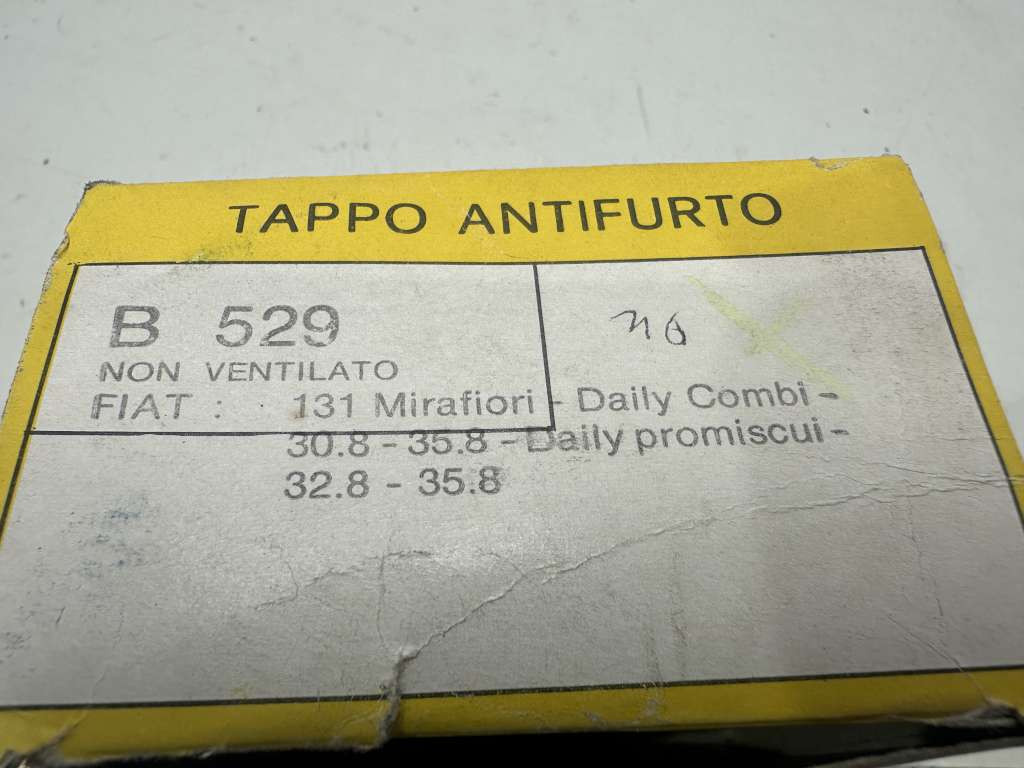 TAPPO ANTIFURTO
B 529
NON VENTILATO
FIAT : 131 Mirafiori - Daily Combi -
30.8 - 35.8 - Daily promiscui -
32.8 - 35.8